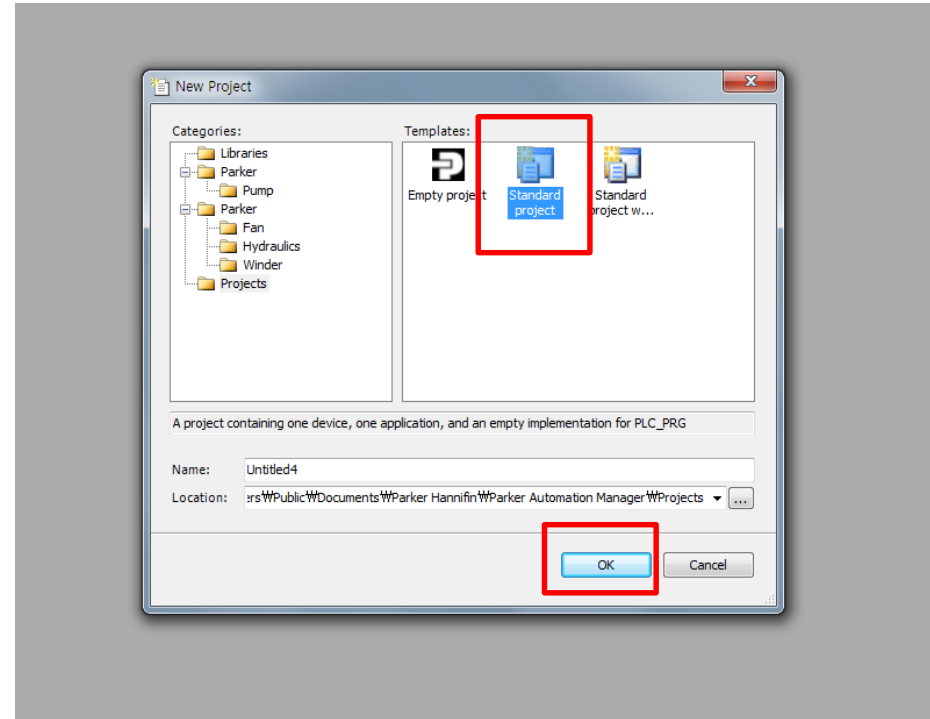 New Project
Categories:
Libraries
Parker
Pump
Parker
Fan
Hydraulics
Winder
Projects
Templates:
Empty project
Standard
project
Standard
project w...
A project containing one device, one application, and an empty implementation for PLC_PRG
Name: Untitled4
Location: ers₩Public₩Documents₩Parker Hannifin₩Parker Automation Manager₩Projects ...
OK Cancel